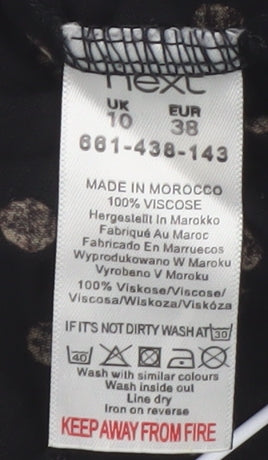 next
UK EUR
10 38
661-438-143
MADE IN MOROCCO
100% VISCOSE
Hergestellt In Marokko
Fabriqué Au Maroc
Fabricado En Marruecos
Wyprodukowano W Maroku
Vyrobeno V Moroku
100% Viskose/Viscose/
Viscosa/Wiskoza/Viskóza
IF IT'S NOT DIRTY WASH AT 30
40
Wash with similar colours
Wash inside out
Line dry
Iron on reverse
KEEP AWAY FROM FIRE